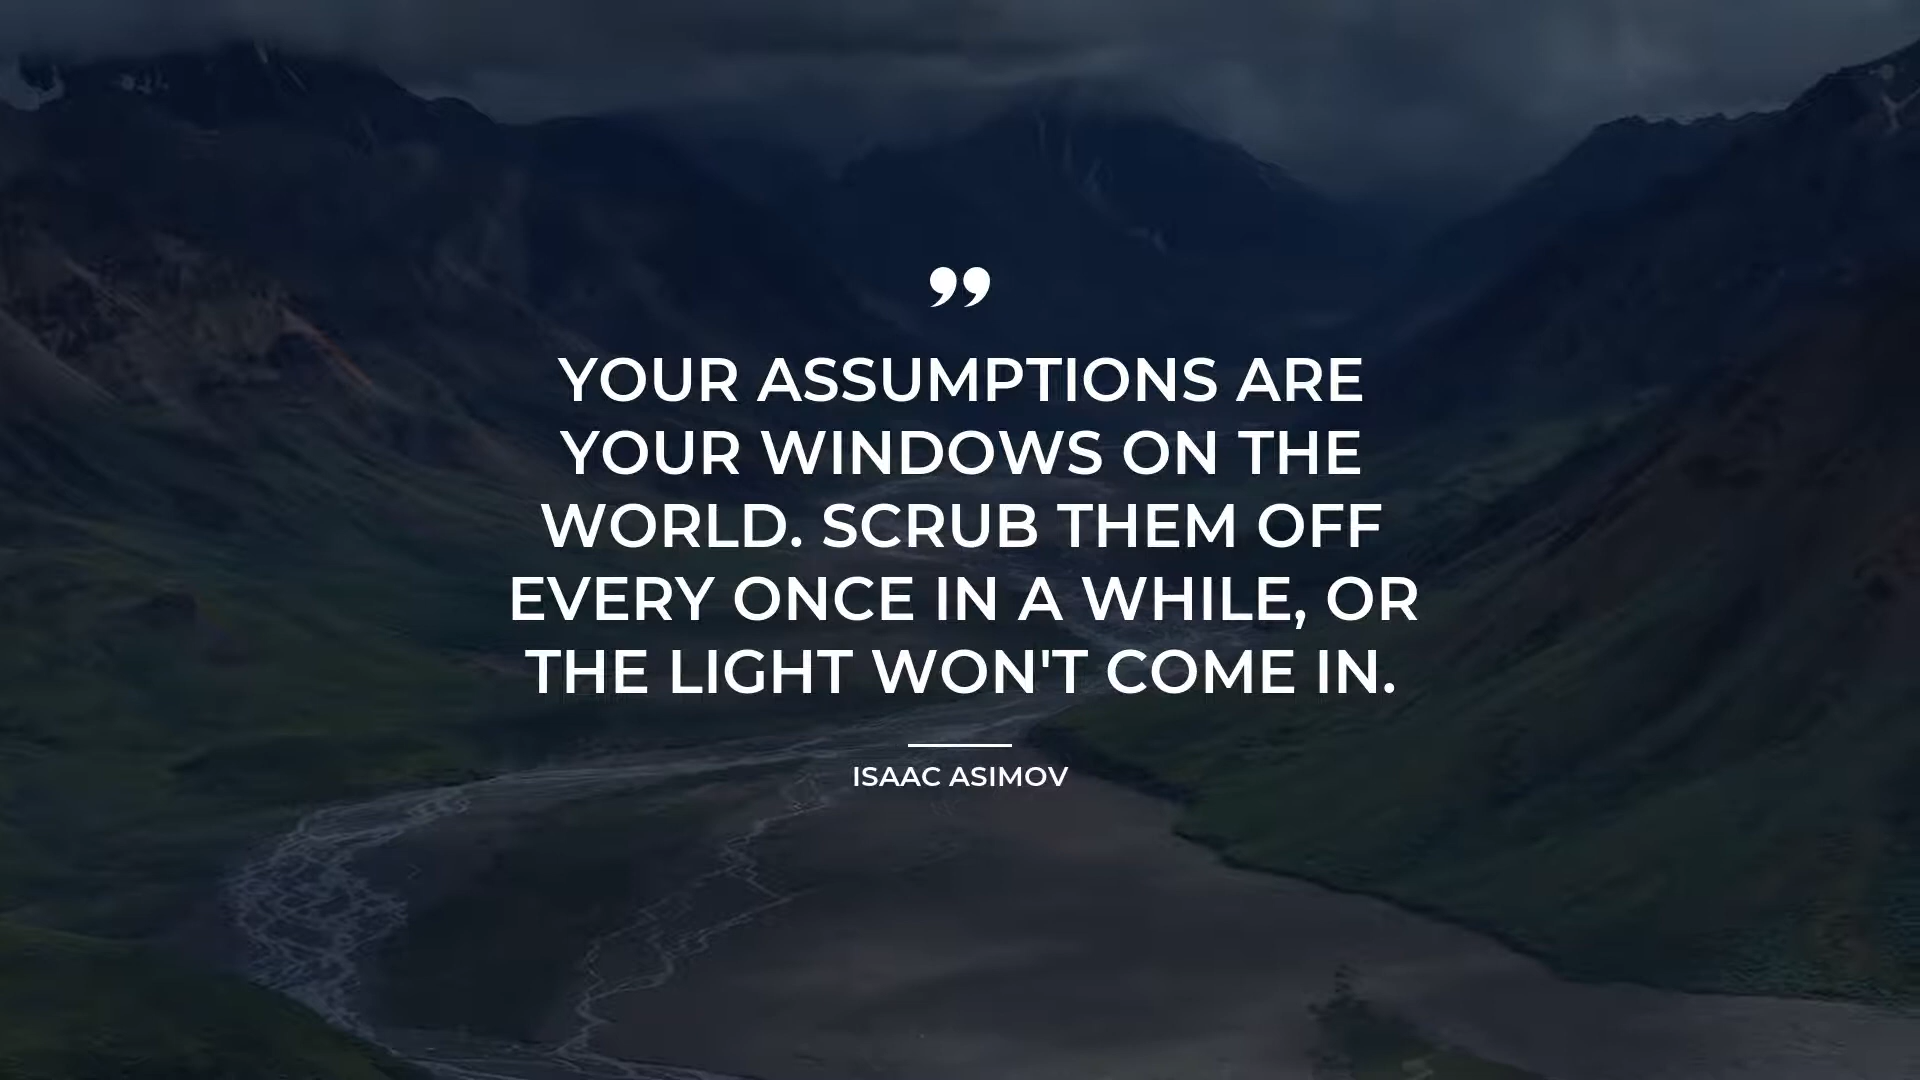 ”
YOUR ASSUMPTIONS ARE
YOUR WINDOWS ON THE
WORLD. SCRUB THEM OFF
EVERY ONCE IN A WHILE, OR
THE LIGHT WON'T COME IN.
ISAAC ASIMOV